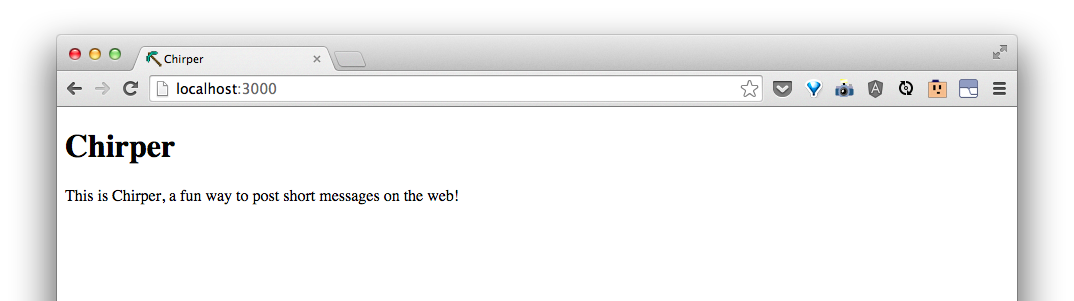 Chirper
localhost:3000
Chirper
This is Chirper, a fun way to post short messages on the web!